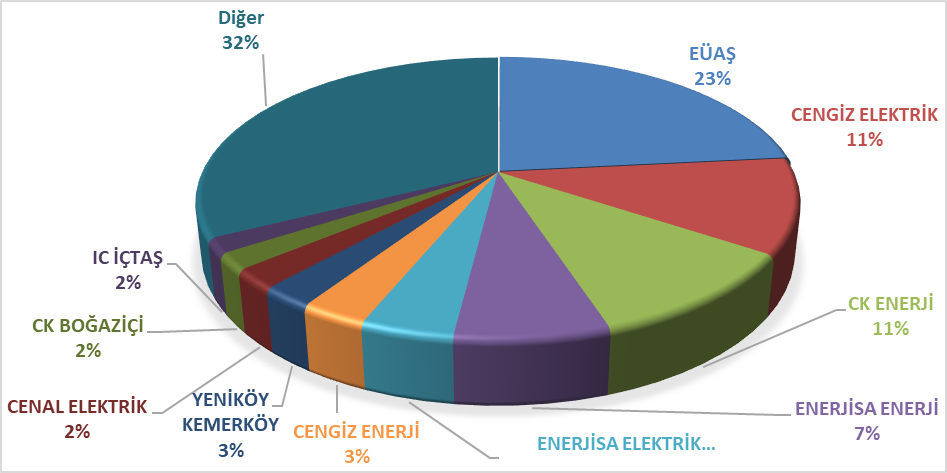 Diğer
32%
EÜAŞ
23%
CENGİZ ELEKTRİK
11%
CK ENERJİ
11%
ENERJİSA ENERJİ
7%
ENERJİSA ELEKTRİK...
CENGİZ ENERJİ
3%
YENİKÖY
KEMERKÖY
3%
CENAL ELEKTRİK
2%
CK BOĞAZİÇİ
2%
IC İÇTAŞ
2%